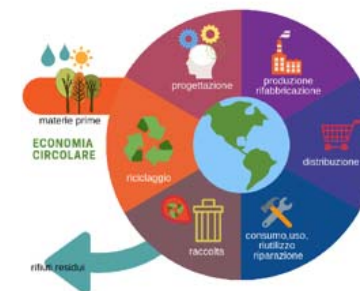 materie prime
ECONOMIA
CIRCOLARE
progettazione
produzione
rifabbricazione
distribuzione
consumo,uso,
riutilizzo
riparazione
raccolta
riciclaggio
rifiuti residui